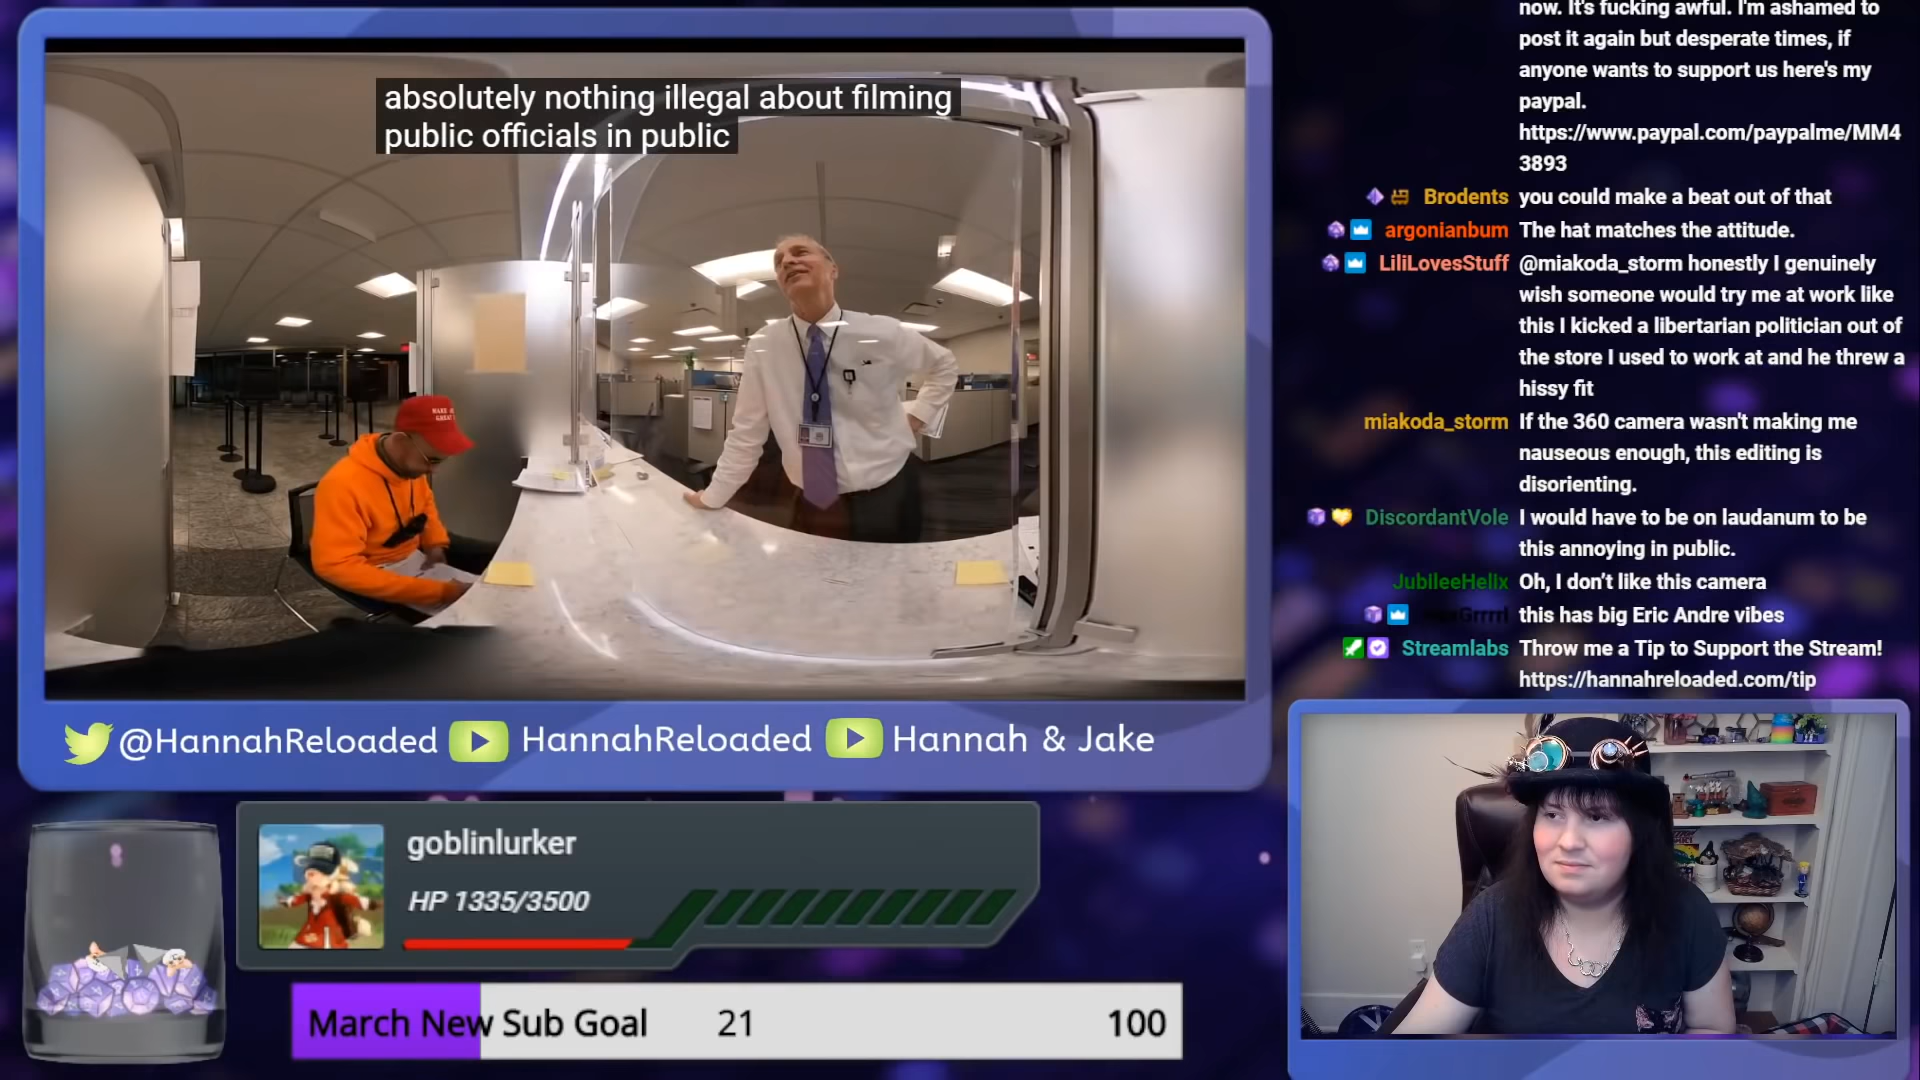 absolutely nothing illegal about filming
public officials in public
MAKE
GREAT
@HannahReloaded HannahReloaded Hannah & Jake
goblinlurker
HP 1335/3500
March New Sub Goal 21 100
now. It's fucking awful. I'm ashamed to
post it again but desperate times, if
anyone wants to support us here's my
paypal.
https://www.paypal.com/paypalme/MM4
3893
Brodents you could make a beat out of that
argonianbum The hat matches the attitude.
LiliLovesStuff @miakoda_storm honestly I genuinely
wish someone would try me at work like
this I kicked a libertarian politician out of
the store I used to work at and he threw a
hissy fit
miakoda_storm If the 360 camera wasn't making me
nauseous enough, this editing is
disorienting.
DiscordantVole I would have to be on laudanum to be
this annoying in public.
JubileeHelix Oh, I don’t like this camera
this has big Eric Andre vibes
Streamlabs Throw me a Tip to Support the Stream!
https://hannahreloaded.com/tip